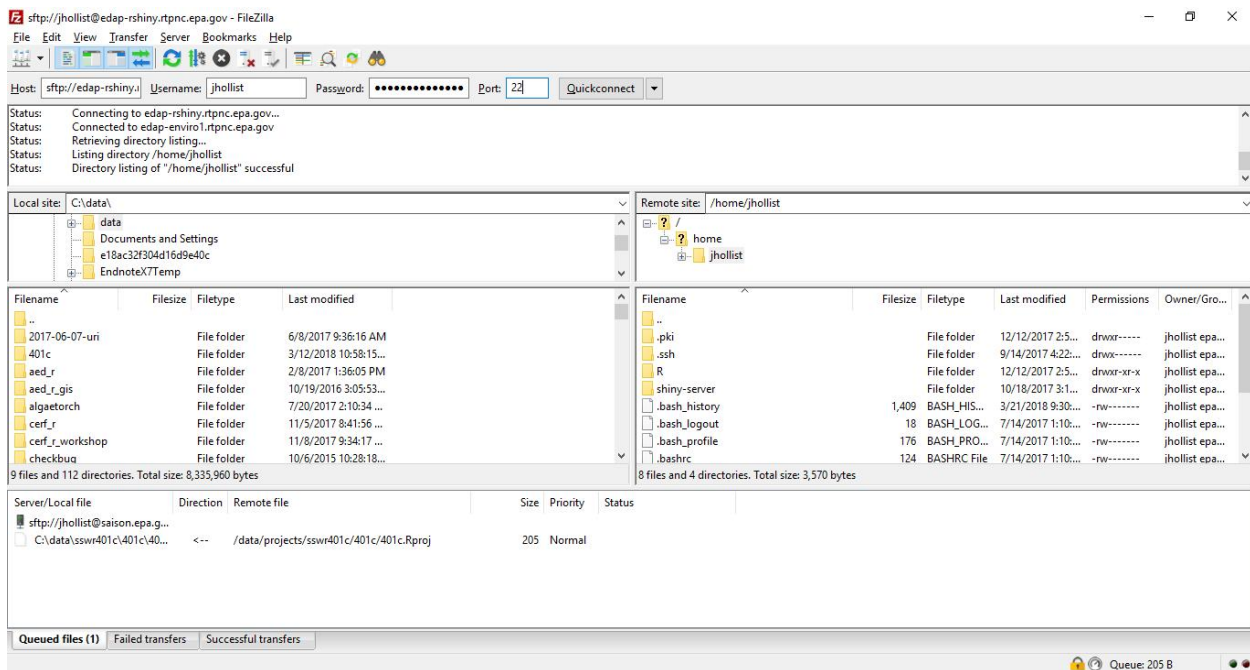 sftp://jhollist@edap-rshiny.rtpnc.epa.gov - FileZilla
File Edit View Transfer Server Bookmarks Help
Host: sftp://edap-rshiny.r Username: jhollist Password: •••••••••••••• Port: 22 Quickconnect
Status: Connecting to edap-rshiny.rtpnc.epa.gov...
Status: Connected to edap-enviro1.rtpnc.epa.gov
Status: Retrieving directory listing...
Status: Listing directory /home/jhollist
Status: Directory listing of "/home/jhollist" successful
Local site: C:\data\
data
Documents and Settings
e18ac32f304d16d9e40c
EndnoteX7Temp
Remote site: /home/jhollist
/
home
jhollist
Filename Filesize Filetype Last modified
..
2017-06-07-uri File folder 6/8/2017 9:36:16 AM
401c File folder 3/12/2018 10:58:15...
aed_r File folder 2/8/2017 1:36:05 PM
aed_r_gis File folder 10/19/2016 3:05:53...
algaetorch File folder 7/20/2017 2:10:34 ...
cerf_r File folder 11/5/2017 8:41:56 ...
cerf_r_workshop File folder 11/8/2017 9:34:17 ...
checkbug File folder 10/6/2015 10:28:18...
9 files and 112 directories. Total size: 8,335,960 bytes
Filename Filesize Filetype Last modified Permissions Owner/Gro...
..
.pki File folder 12/12/2017 2:5... drwxr----- jhollist epa...
.ssh File folder 9/14/2017 4:22:... drwx------ jhollist epa...
R File folder 12/12/2017 2:5... drwxr-xr-x jhollist epa...
shiny-server File folder 10/18/2017 3:1... drwxr-xr-x jhollist epa...
.bash_history 1,409 BASH_HIS... 3/21/2018 9:30:... -rw------- jhollist epa...
.bash_logout 18 BASH_LOG... 7/14/2017 1:10:... -rw------- jhollist epa...
.bash_profile 176 BASH_PRO... 7/14/2017 1:10:... -rw------- jhollist epa...
.bashrc 124 BASHRC File 7/14/2017 1:10:... -rw------- jhollist epa...
8 files and 4 directories. Total size: 3,570 bytes
Server/Local file Direction Remote file Size Priority Status
sftp://jhollist@saison.epa.g...
C:\data\sswr401c\401c\40... <-- /data/projects/sswr401c/401c/401c.Rproj 205 Normal
Queued files (1) Failed transfers Successful transfers
Queue: 205 B